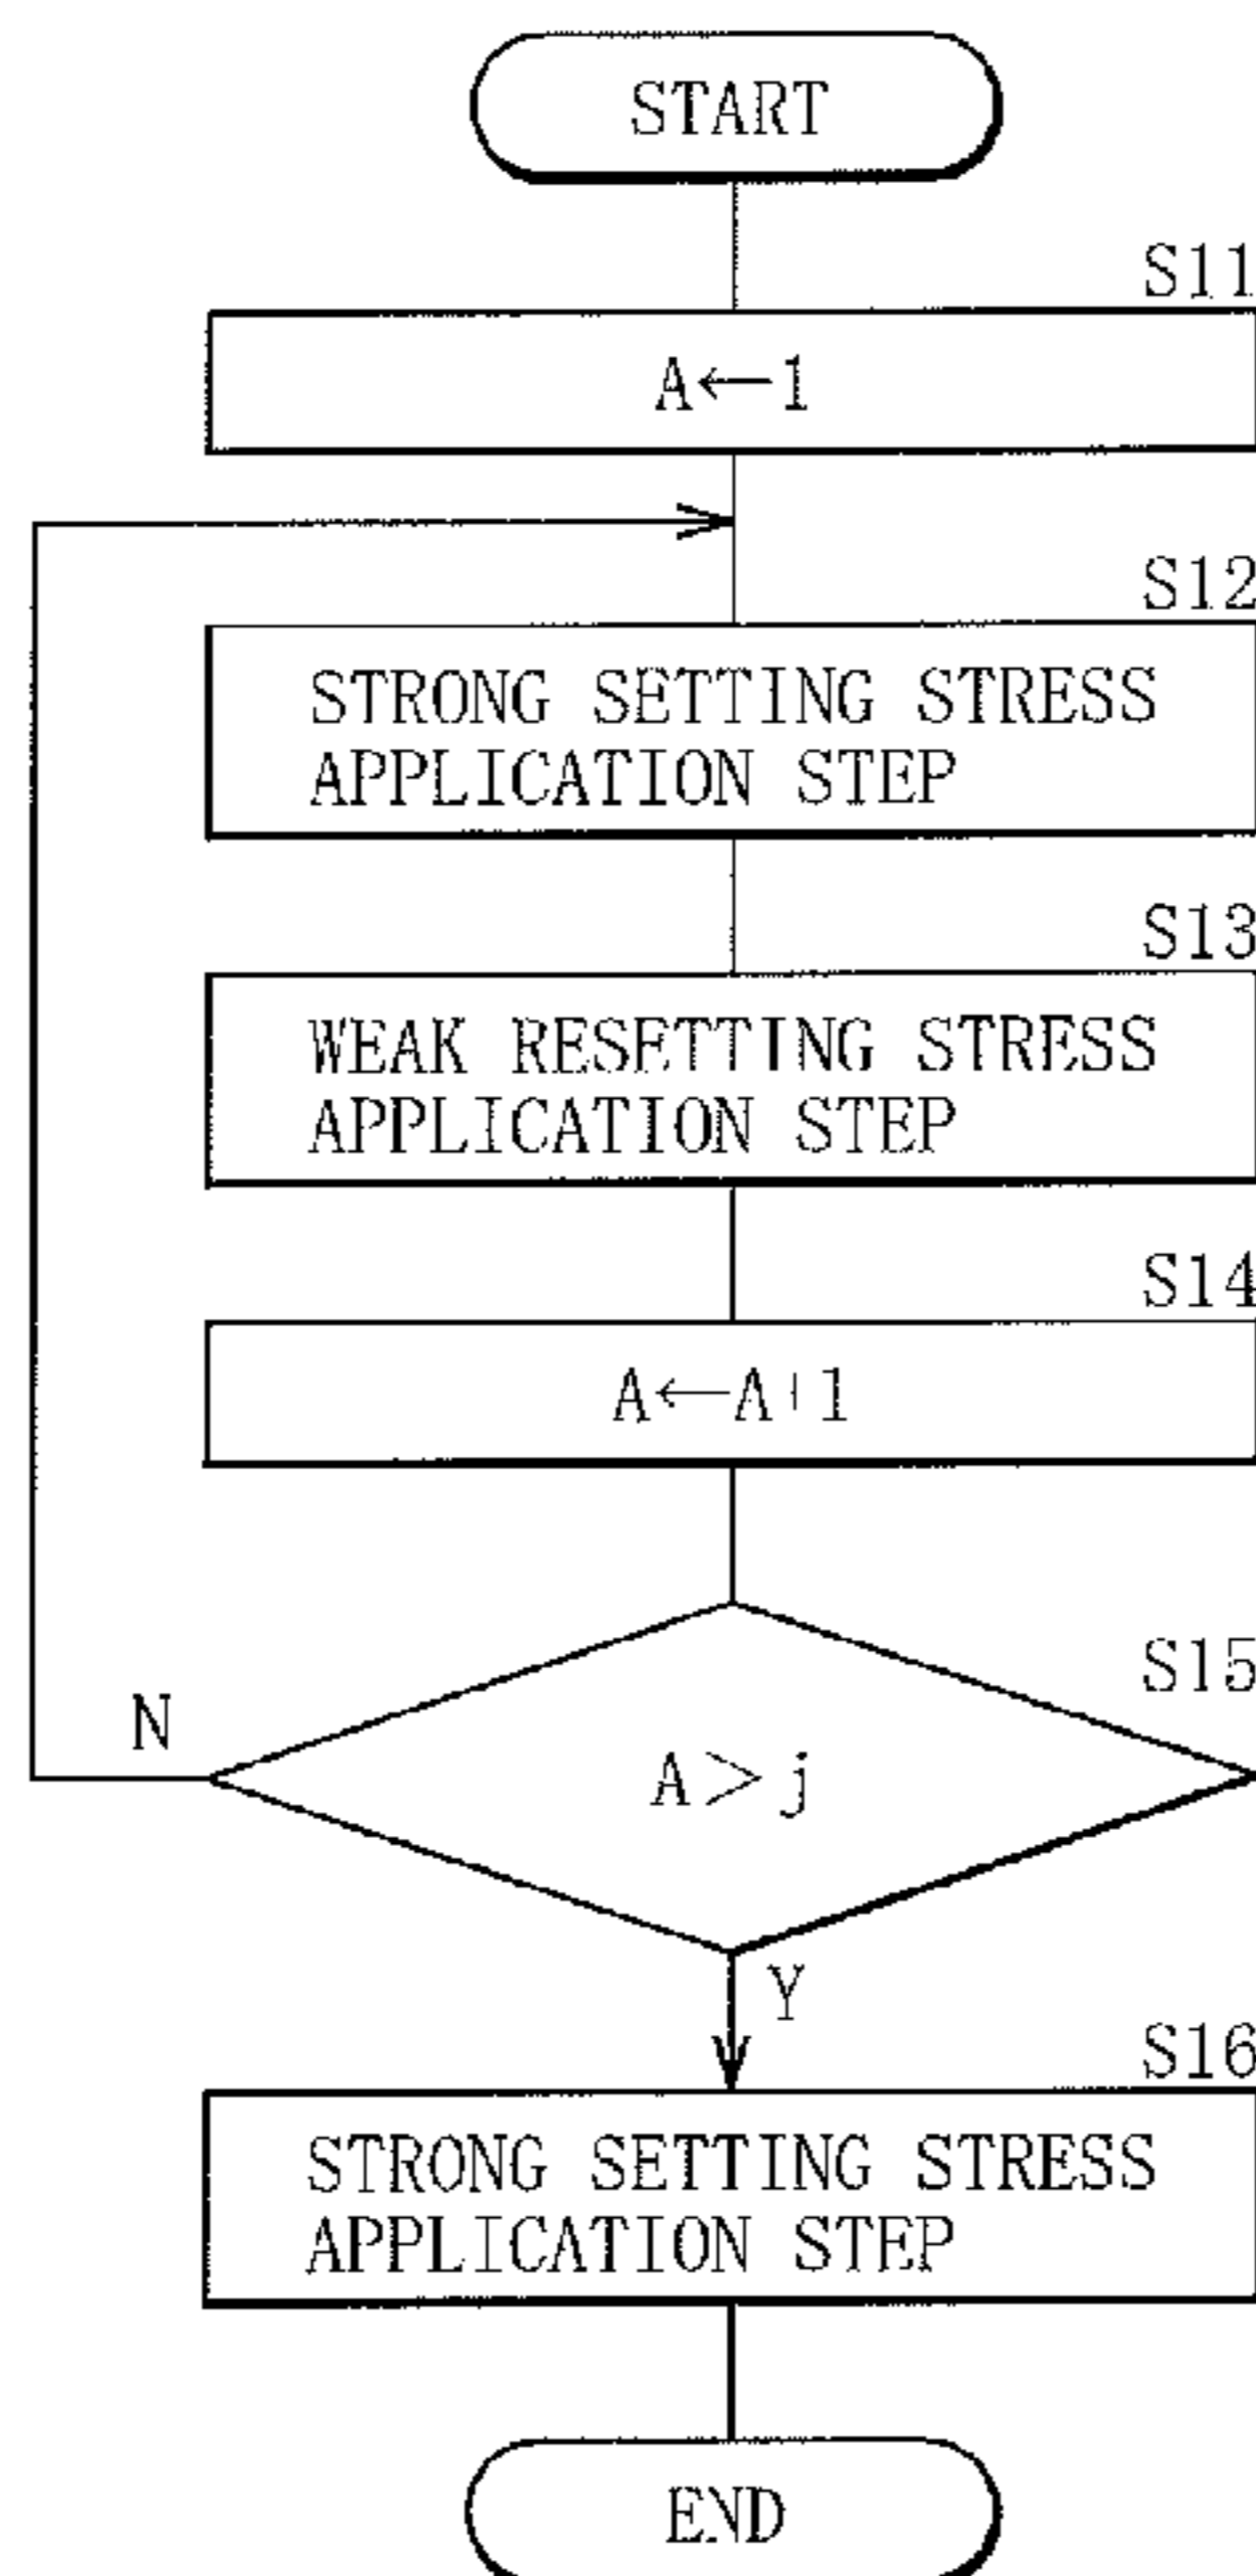 START
S11
A←1
S12
STRONG SETTING STRESS
APPLICATION STEP
S13
WEAK RESETTING STRESS
APPLICATION STEP
S14
A←A+1
S15
N
A>j
Y
S16
STRONG SETTING STRESS
APPLICATION STEP
END